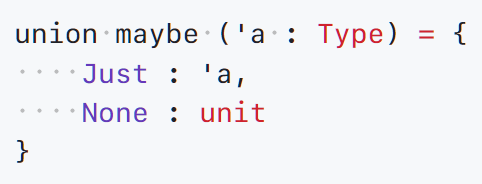 union maybe ('a : Type) = {
    Just : 'a,
    None : unit
}